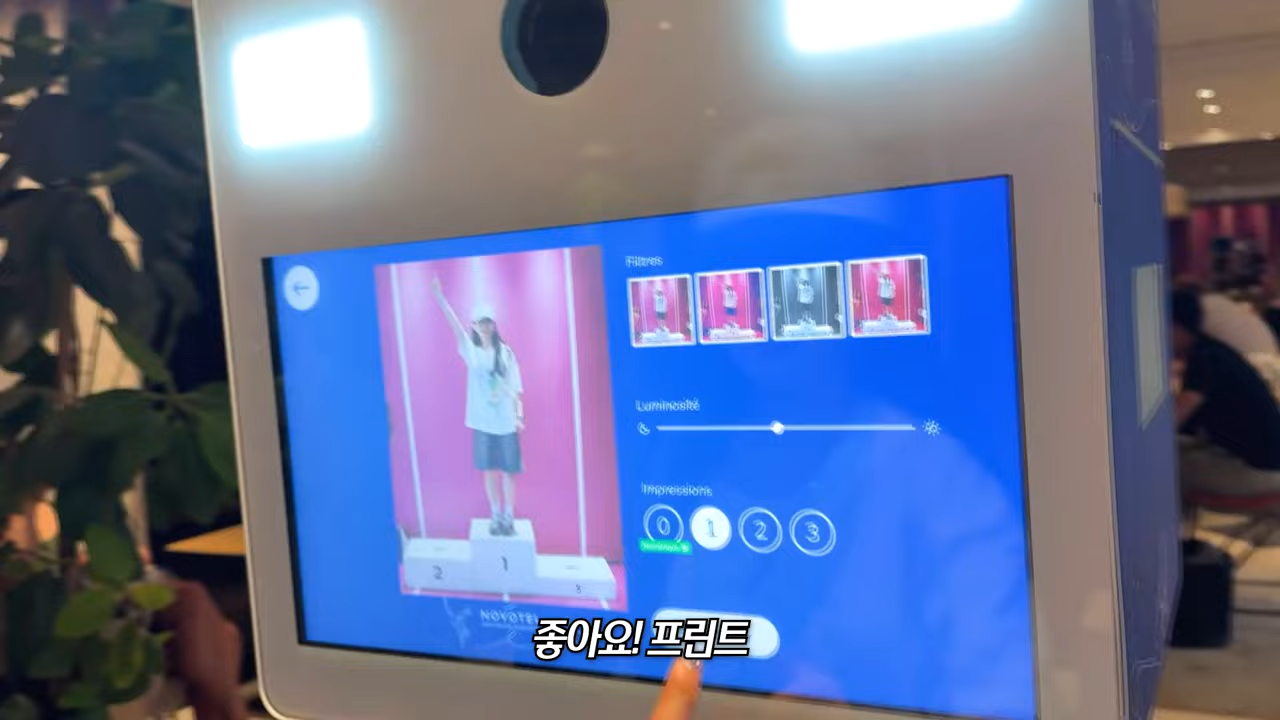 Filtres
Luminosité
Impressions
0 1 2 3
2 1 3
NOVOTEL
좋아요! 프린트